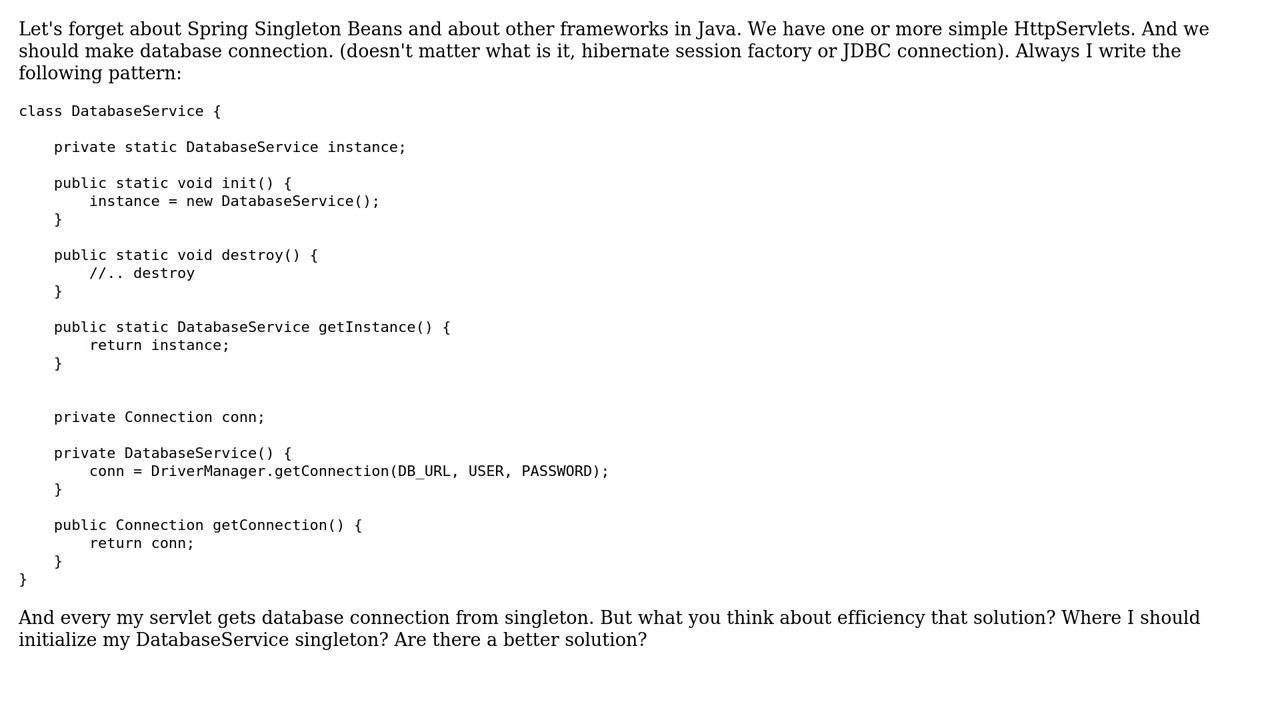 Let's forget about Spring Singleton Beans and about other frameworks in Java. We have one or more simple HttpServlets. And we
should make database connection. (doesn't matter what is it, hibernate session factory or JDBC connection). Always I write the
following pattern:
class DatabaseService {
    private static DatabaseService instance;
    public static void init() {
        instance = new DatabaseService();
    }
    public static void destroy() {
        //.. destroy
    }
    public static DatabaseService getInstance() {
        return instance;
    }
    private Connection conn;
    private DatabaseService() {
        conn = DriverManager.getConnection(DB_URL, USER, PASSWORD);
    }
    public Connection getConnection() {
        return conn;
    }
}
And every my servlet gets database connection from singleton. But what you think about efficiency that solution? Where I should
initialize my DatabaseService singleton? Are there a better solution?